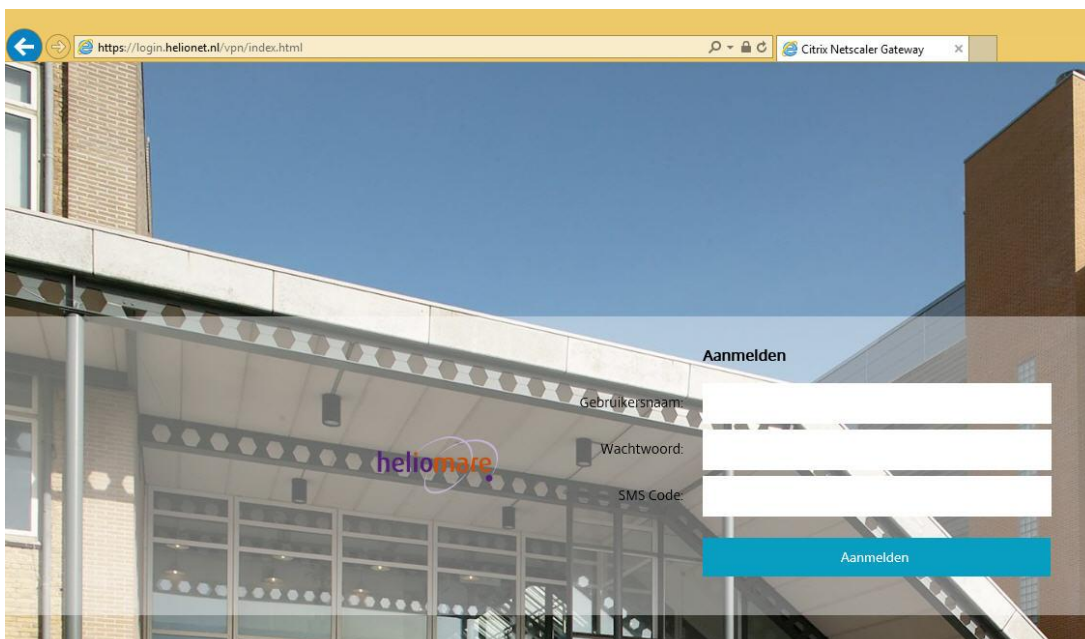 https://login.helionet.nl/vpn/index.html
Citrix Netscaler Gateway
Aanmelden
Gebruikersnaam:
Wachtwoord:
heliomare
SMS Code:
Aanmelden